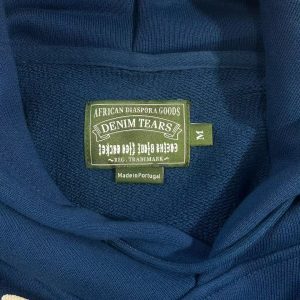 AFRICAN DIASPORA GOODS
DENIM TEARS
REG. TRADEMARK
M
Made in Portugal